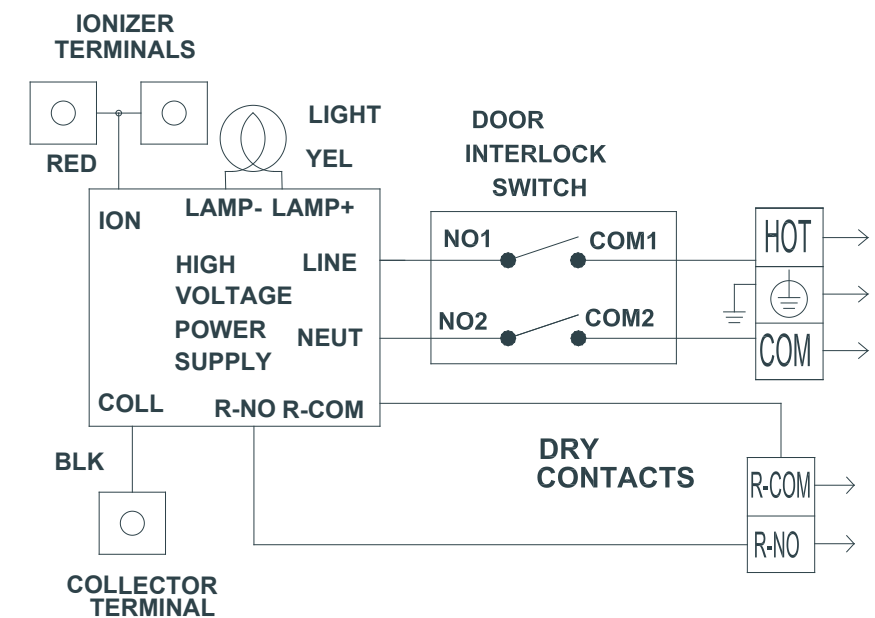 IONIZER
TERMINALS
LIGHT
YEL
RED
DOOR
INTERLOCK
SWITCH
ION
LAMP- LAMP+
HIGH
VOLTAGE
POWER
SUPPLY
LINE
NEUT
NO1
COM1
NO2
COM2
HOT
COM
COLL
R-NO R-COM
BLK
DRY
CONTACTS
R-COM
R-NO
COLLECTOR
TERMINAL